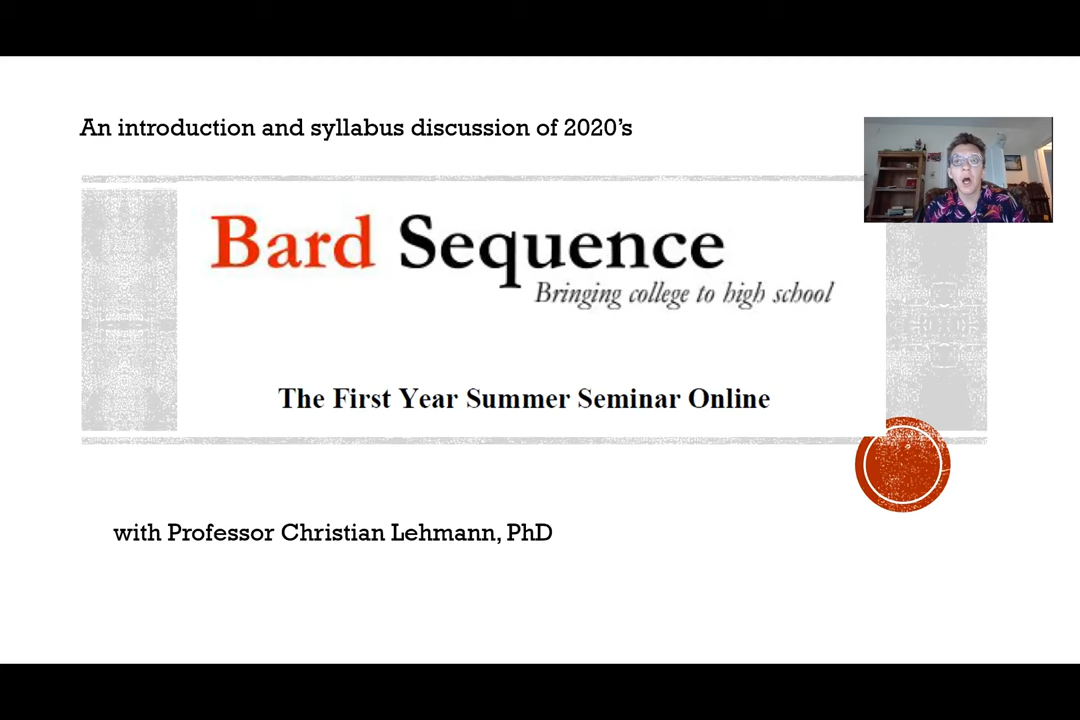 An introduction and syllabus discussion of 2020’s
Bard Sequence
Bringing college to high school
The First Year Summer Seminar Online
with Professor Christian Lehmann, PhD